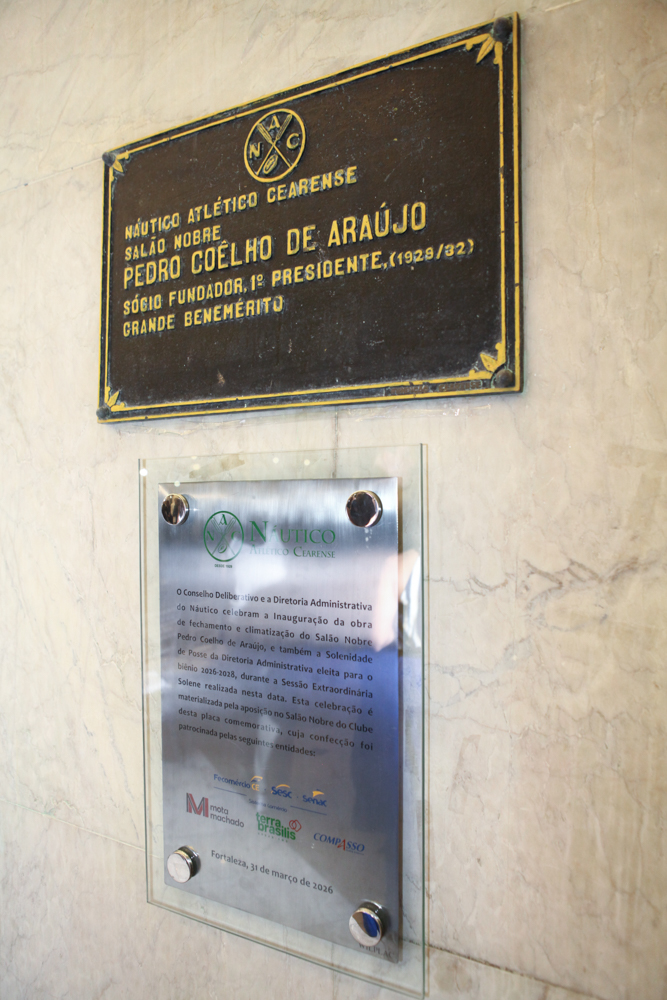 N A C
NÁUTICO ATLÉTICO CEARENSE
SALÃO NOBRE
PEDRO COÊLHO DE ARAÚJO
SÓCIO FUNDADOR, 1º PRESIDENTE, (1929/32)
GRANDE BENEMÉRITO
N A C
NÁUTICO
ATLÉTICO CEARENSE
O Conselho Deliberativo e a Diretoria Administrativa
do Náutico celebram a Inauguração da obra
de fechamento e climatização do Salão Nobre
Pedro Coelho de Araújo, e também a Solenidade
de Posse da Diretoria Administrativa eleita para o
biênio 2026-2028, durante a Sessão Extraordinária
Solene realizada nesta data. Esta celebração é
materializada pela aposição no Salão Nobre do Clube
desta placa comemorativa, cuja confecção foi
patrocinada pelas seguintes entidades:
Fecomércio CE Sesc Senac
M mota machado
terra brasilis
COMPASSO
Fortaleza, 31 de março de 2026